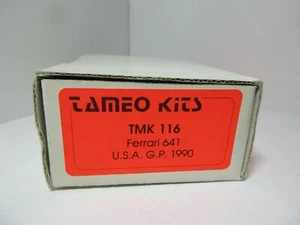 TAMEO KITS
TMK 116
Ferrari 641
U.S.A. G.P. 1990